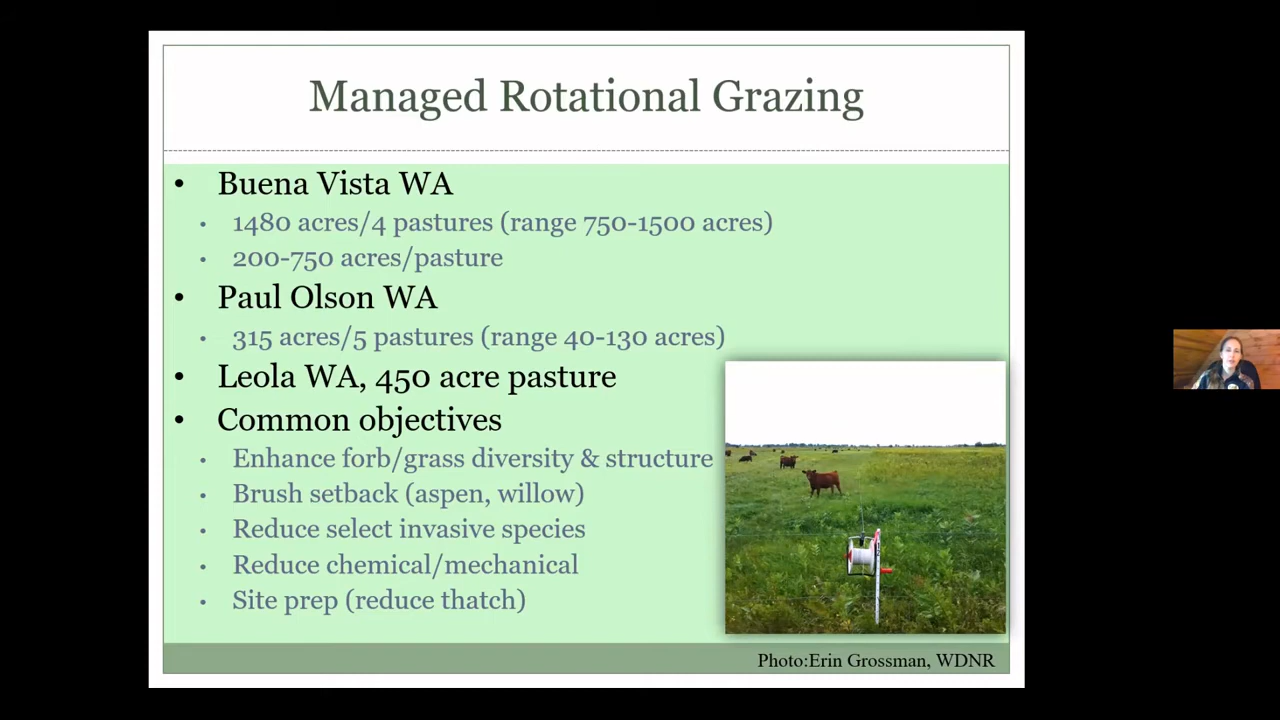 Managed Rotational Grazing
• Buena Vista WA
• 1480 acres/4 pastures (range 750-1500 acres)
• 200-750 acres/pasture
• Paul Olson WA
• 315 acres/5 pastures (range 40-130 acres)
• Leola WA, 450 acre pasture
• Common objectives
• Enhance forb/grass diversity & structure
• Brush setback (aspen, willow)
• Reduce select invasive species
• Reduce chemical/mechanical
• Site prep (reduce thatch)
Photo:Erin Grossman, WDNR